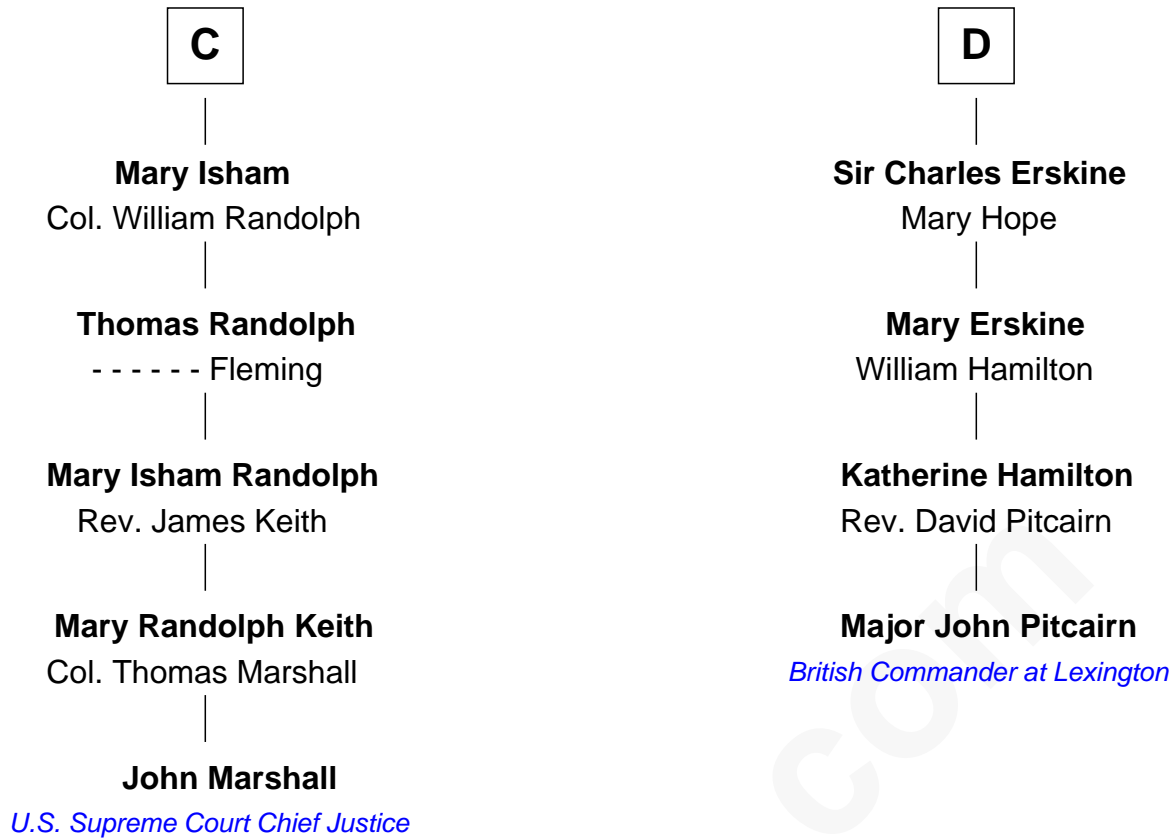 C
Mary Isham
Col. William Randolph
Thomas Randolph
- - - - - - Fleming
Mary Isham Randolph
Rev. James Keith
Mary Randolph Keith
Col. Thomas Marshall
John Marshall
U.S. Supreme Court Chief Justice
D
Sir Charles Erskine
Mary Hope
Mary Erskine
William Hamilton
Katherine Hamilton
Rev. David Pitcairn
Major John Pitcairn
British Commander at Lexington
com